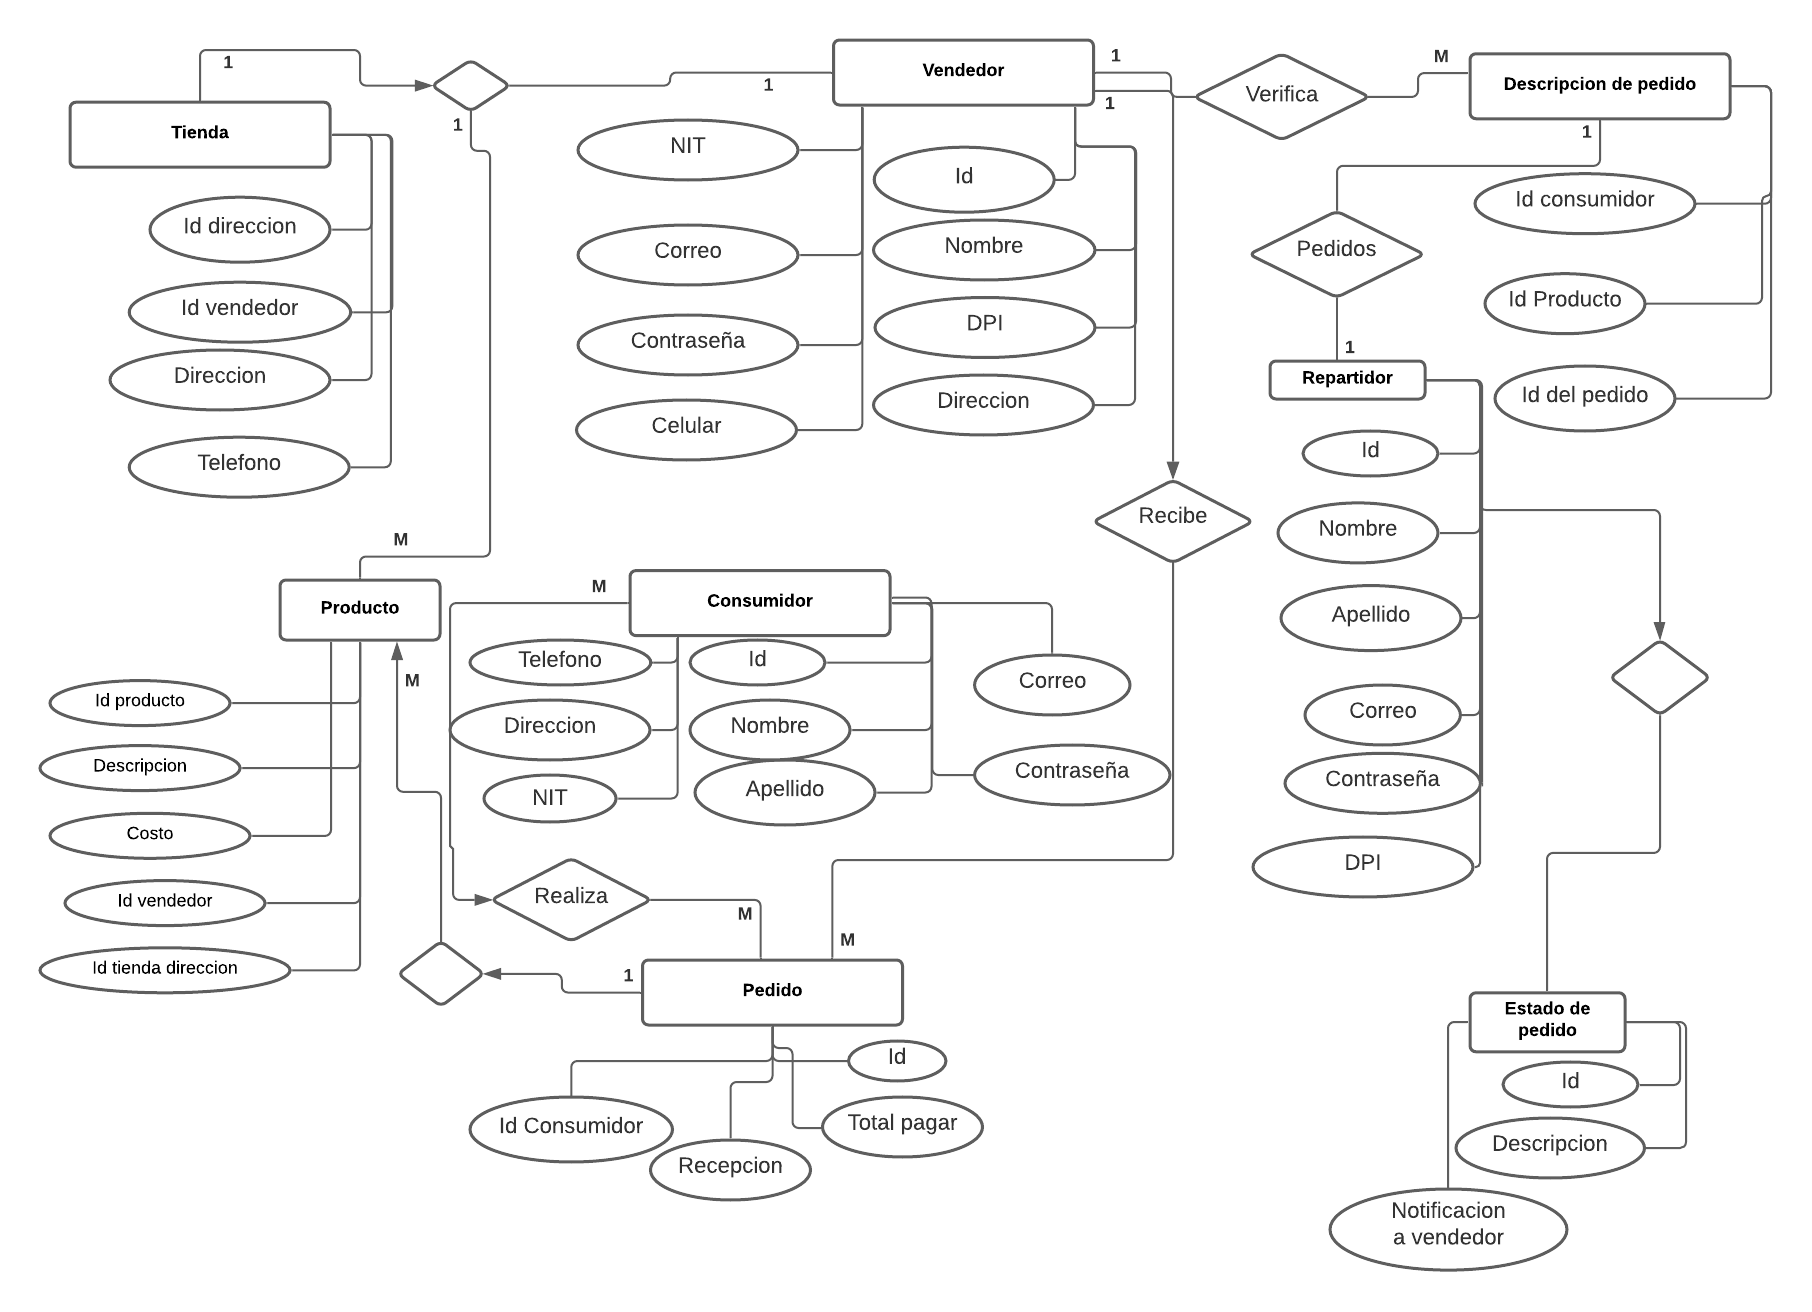 1
Tienda
Id direccion
Id vendedor
Direccion
Telefono
1
1
Vendedor
NIT
Correo
Contraseña
Celular
Id
Nombre
DPI
Direccion
1
1
Verifica
M
Descripcion de pedido
1
Id consumidor
Id Producto
Id del pedido
Pedidos
1
Repartidor
Id
Nombre
Apellido
Correo
Contraseña
DPI
Recibe
M
Producto
M
Id producto
Descripcion
Costo
Id vendedor
Id tienda direccion
M
Consumidor
Telefono
Direccion
NIT
Id
Nombre
Apellido
Correo
Contraseña
Realiza
M
M
1
Pedido
Id
Id Consumidor
Recepcion
Total pagar
Estado de
pedido
Id
Descripcion
Notificacion
a vendedor